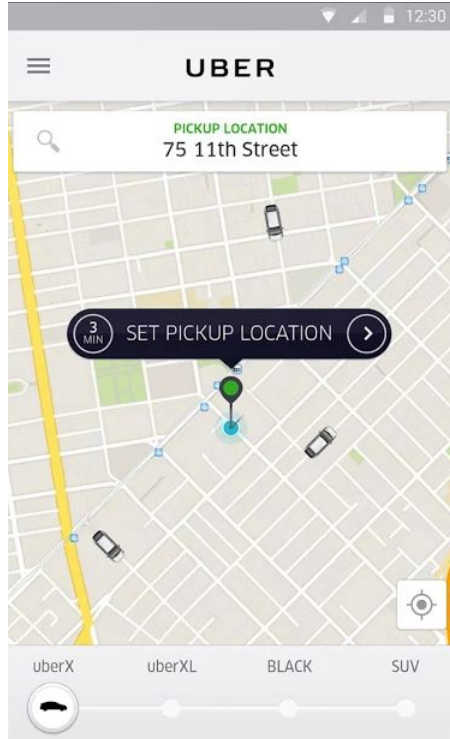 12:30
UBER
PICKUP LOCATION
75 11th Street
3
MIN
SET PICKUP LOCATION
uberX
uberXL
BLACK
SUV